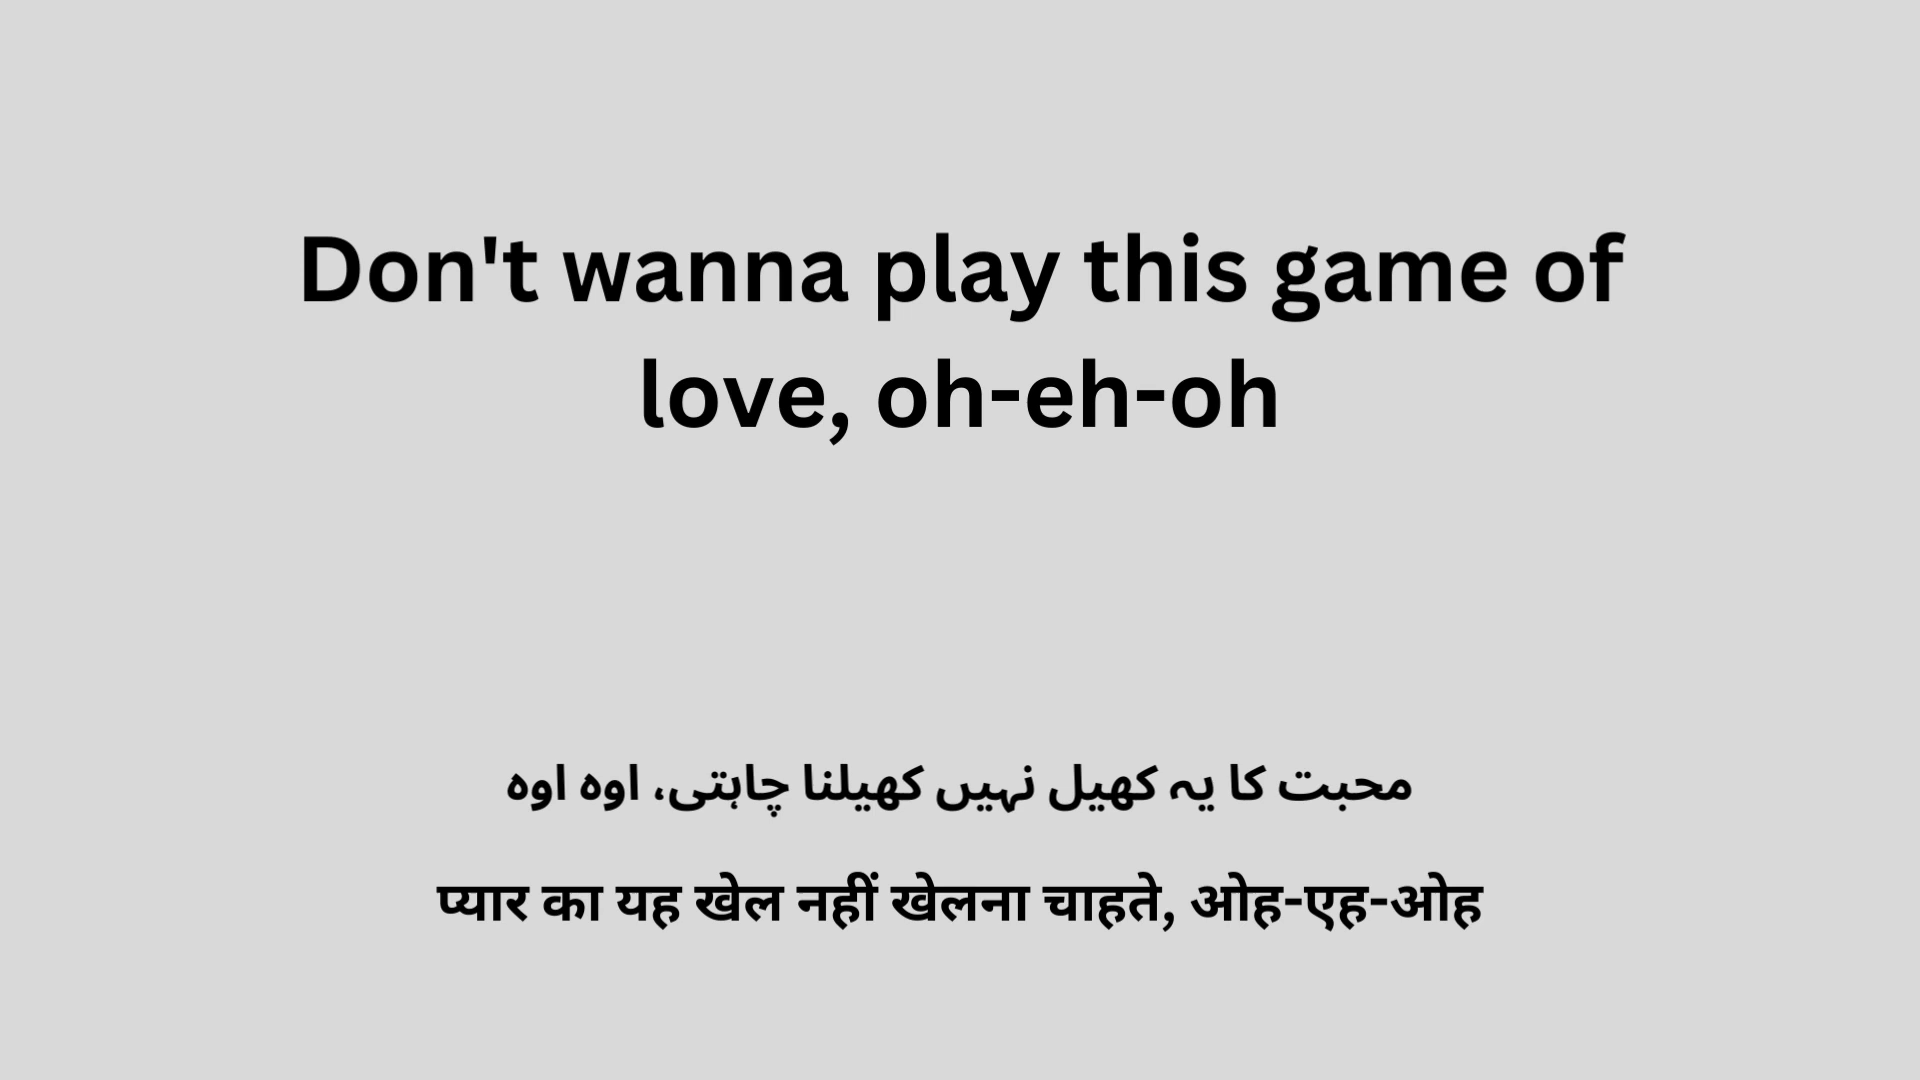 Don't wanna play this game of
love, oh-eh-oh
محبت کا یہ کھیل نہیں کھیلنا چاہتی، اوہ اوہ
प्यार का यह खेल नहीं खेलना चाहते, ओह-एह-ओह